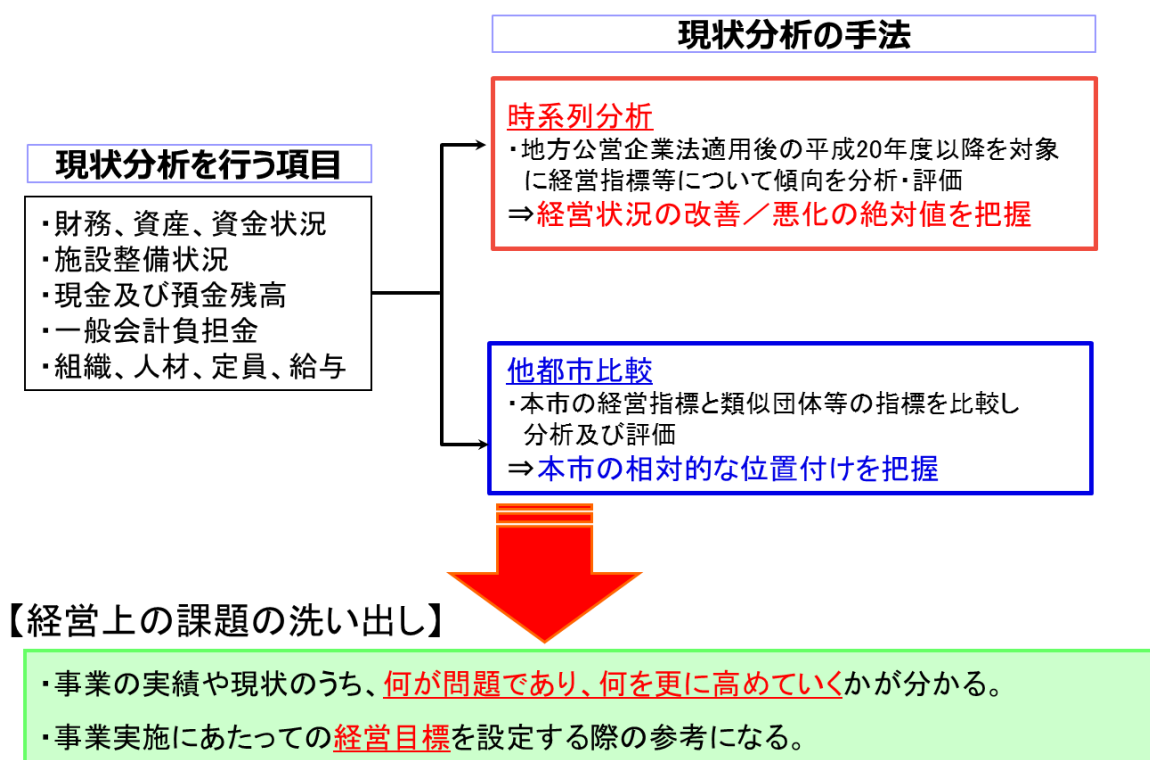 現状分析の手法
時系列分析
・地方公営企業法適用後の平成20年度以降を対象
に経営指標等について傾向を分析・評価
⇒経営状況の改善／悪化の絶対値を把握
現状分析を行う項目
・財務、資産、資金状況
・施設整備状況
・現金及び預金残高
・一般会計負担金
・組織、人材、定員、給与
他都市比較
・本市の経営指標と類似団体等の指標を比較し
分析及び評価
⇒本市の相対的な位置付けを把握
【経営上の課題の洗い出し】
・事業の実績や現状のうち、何が問題であり、何を更に高めていくかが分かる。
・事業実施にあたっての経営目標を設定する際の参考になる。